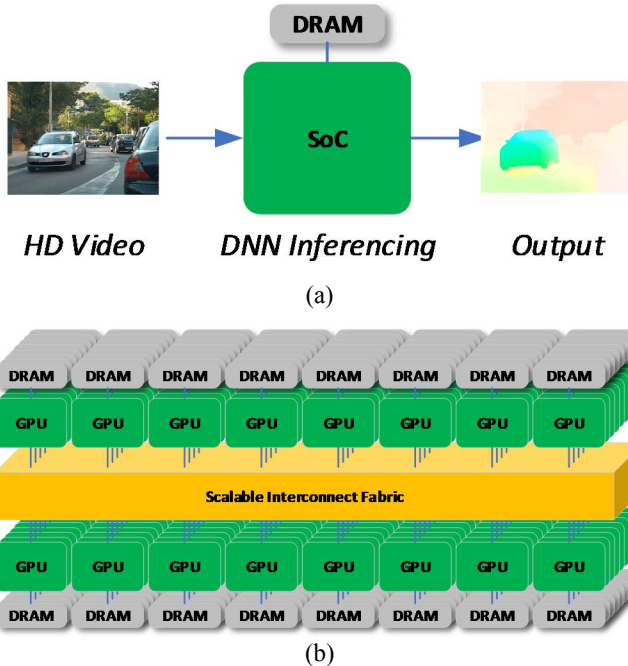 DRAM
SoC
HD Video DNN Inferencing Output
(a)
DRAM DRAM DRAM DRAM DRAM DRAM DRAM DRAM
GPU GPU GPU GPU GPU GPU GPU GPU
Scalable Interconnect Fabric
GPU GPU GPU GPU GPU GPU GPU GPU
DRAM DRAM DRAM DRAM DRAM DRAM DRAM DRAM
(b)